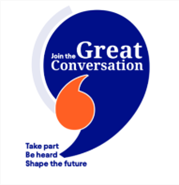 Join the Great
Conversation
Take part
Be heard
Shape the future